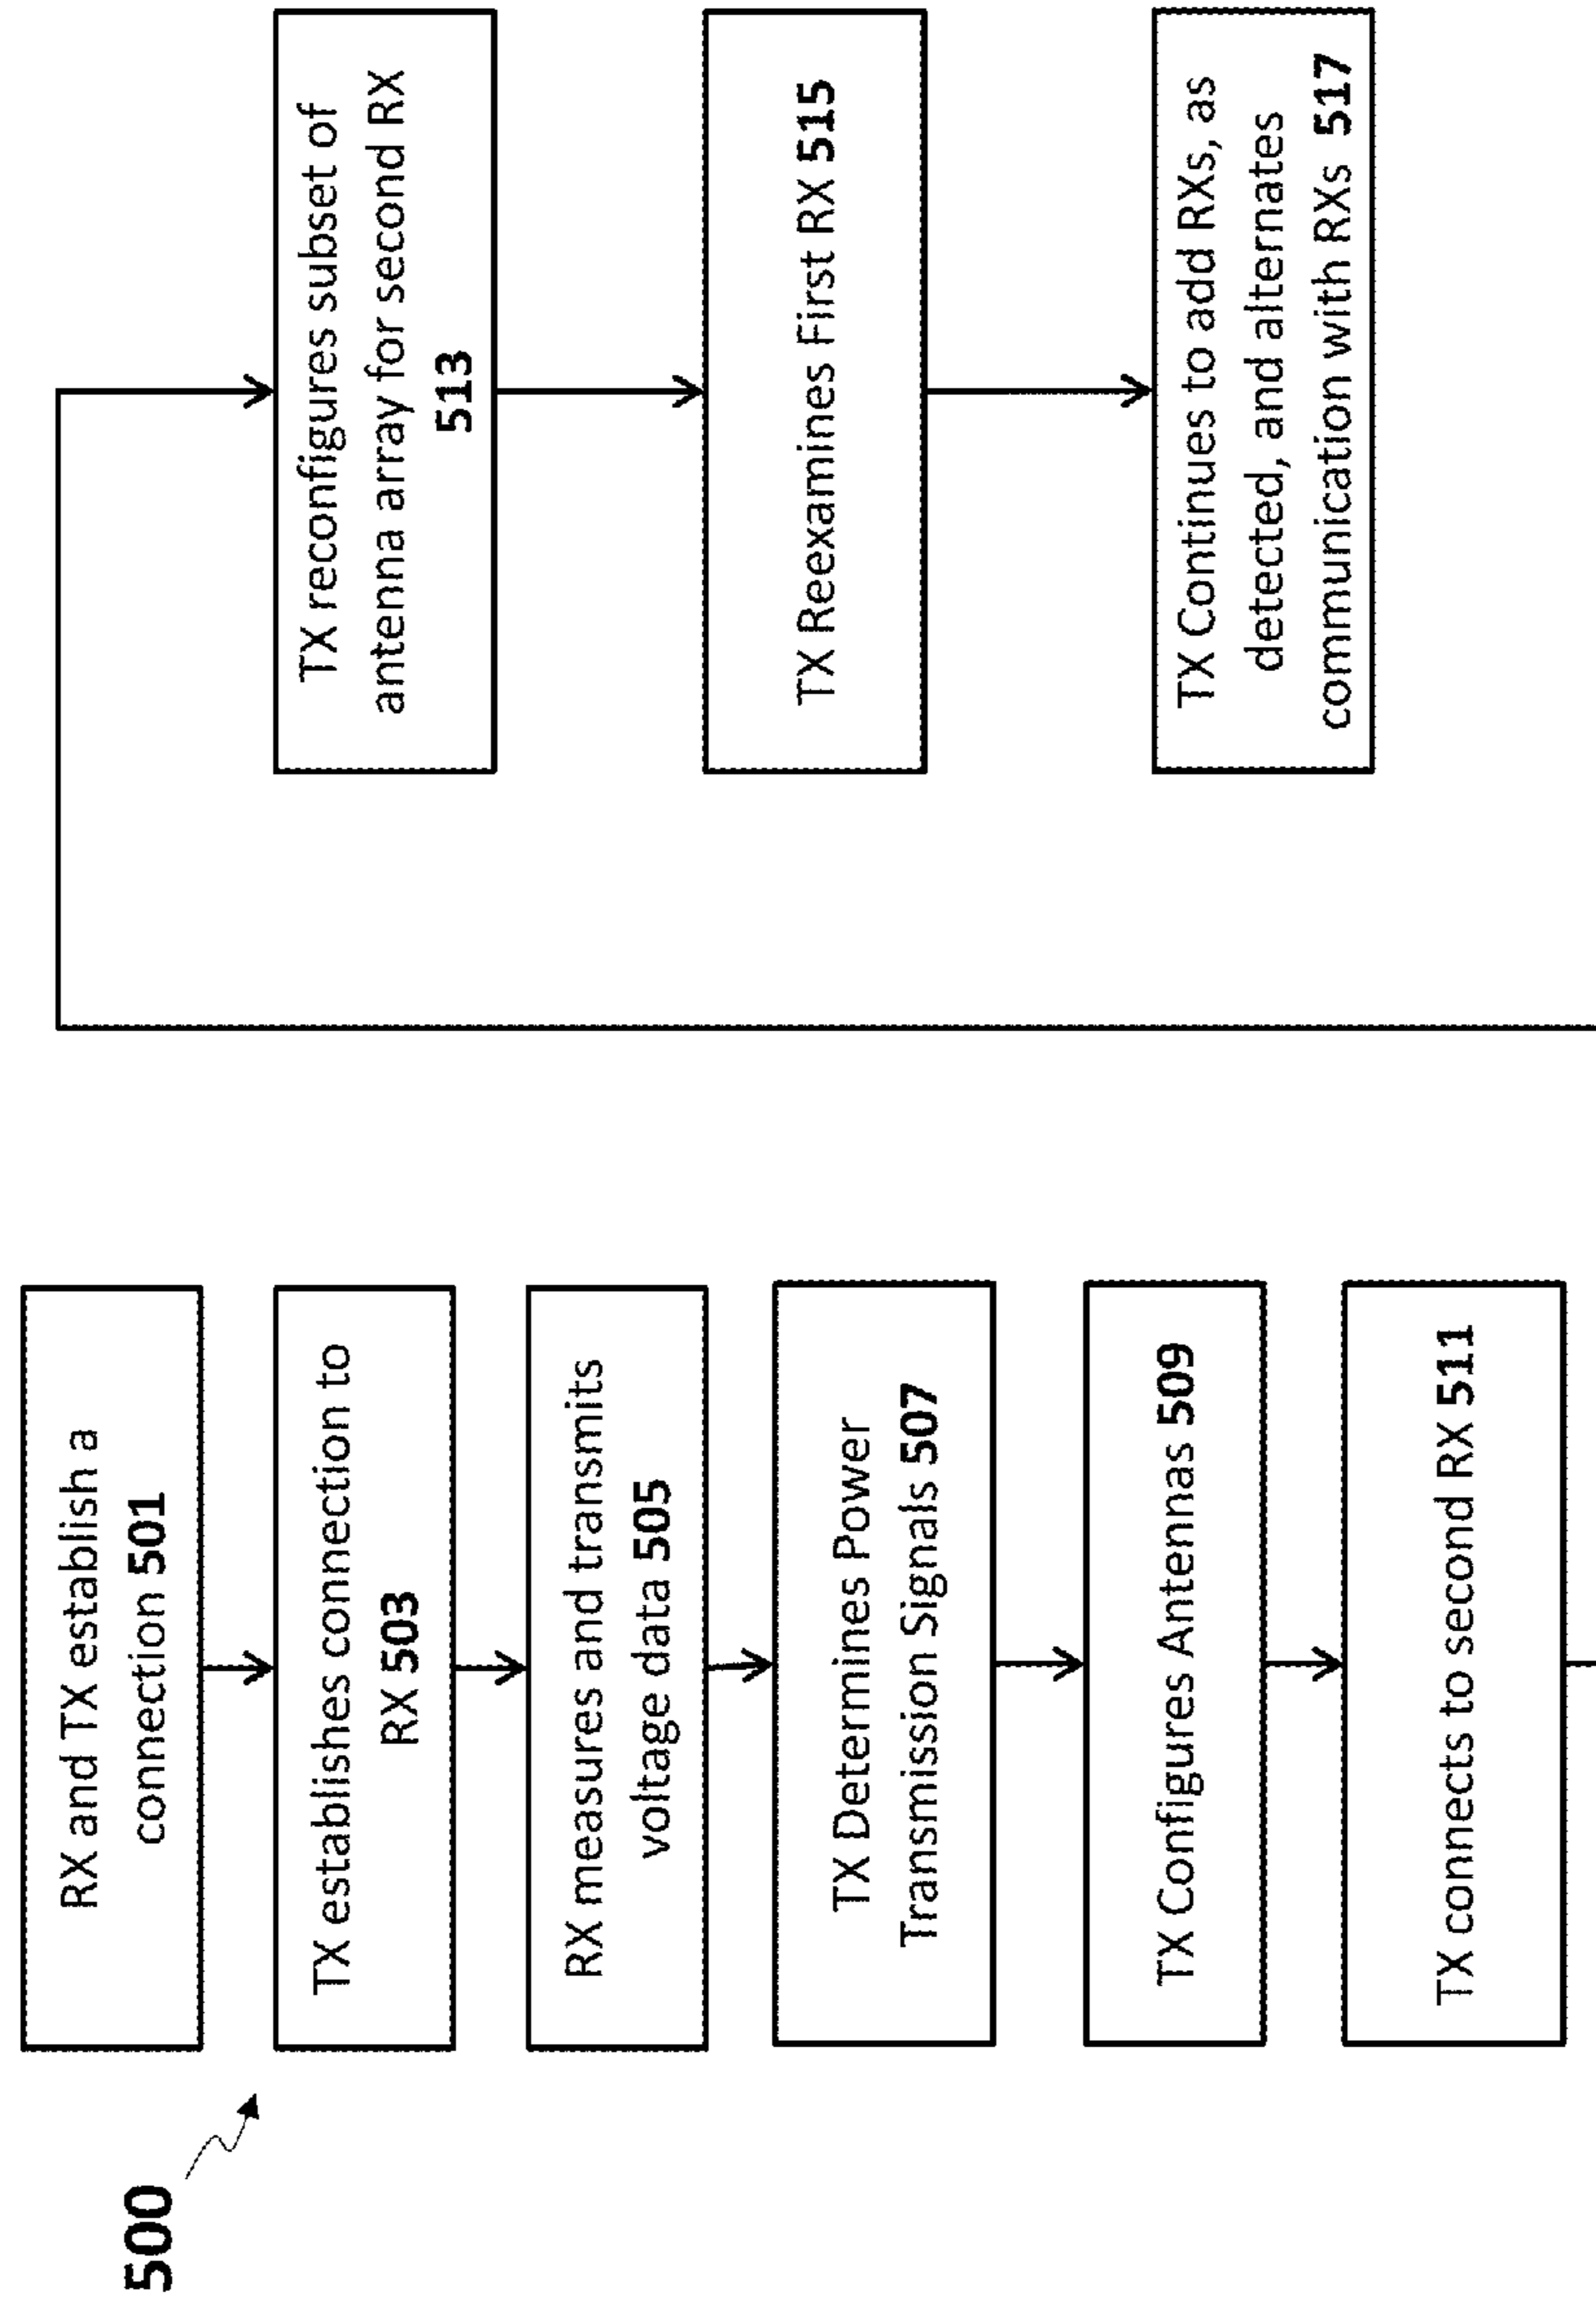 500
RX and TX establish a
connection 501
TX establishes connection to
RX 503
RX measures and transmits
voltage data 505
TX Determines Power
Transmission Signals 507
TX Configures Antennas 509
TX connects to second RX 511
TX reconfigures subset of
antenna array for second RX
513
TX Reexamines First RX 515
TX Continues to add RXs, as
detected, and alternates
communication with RXs 517